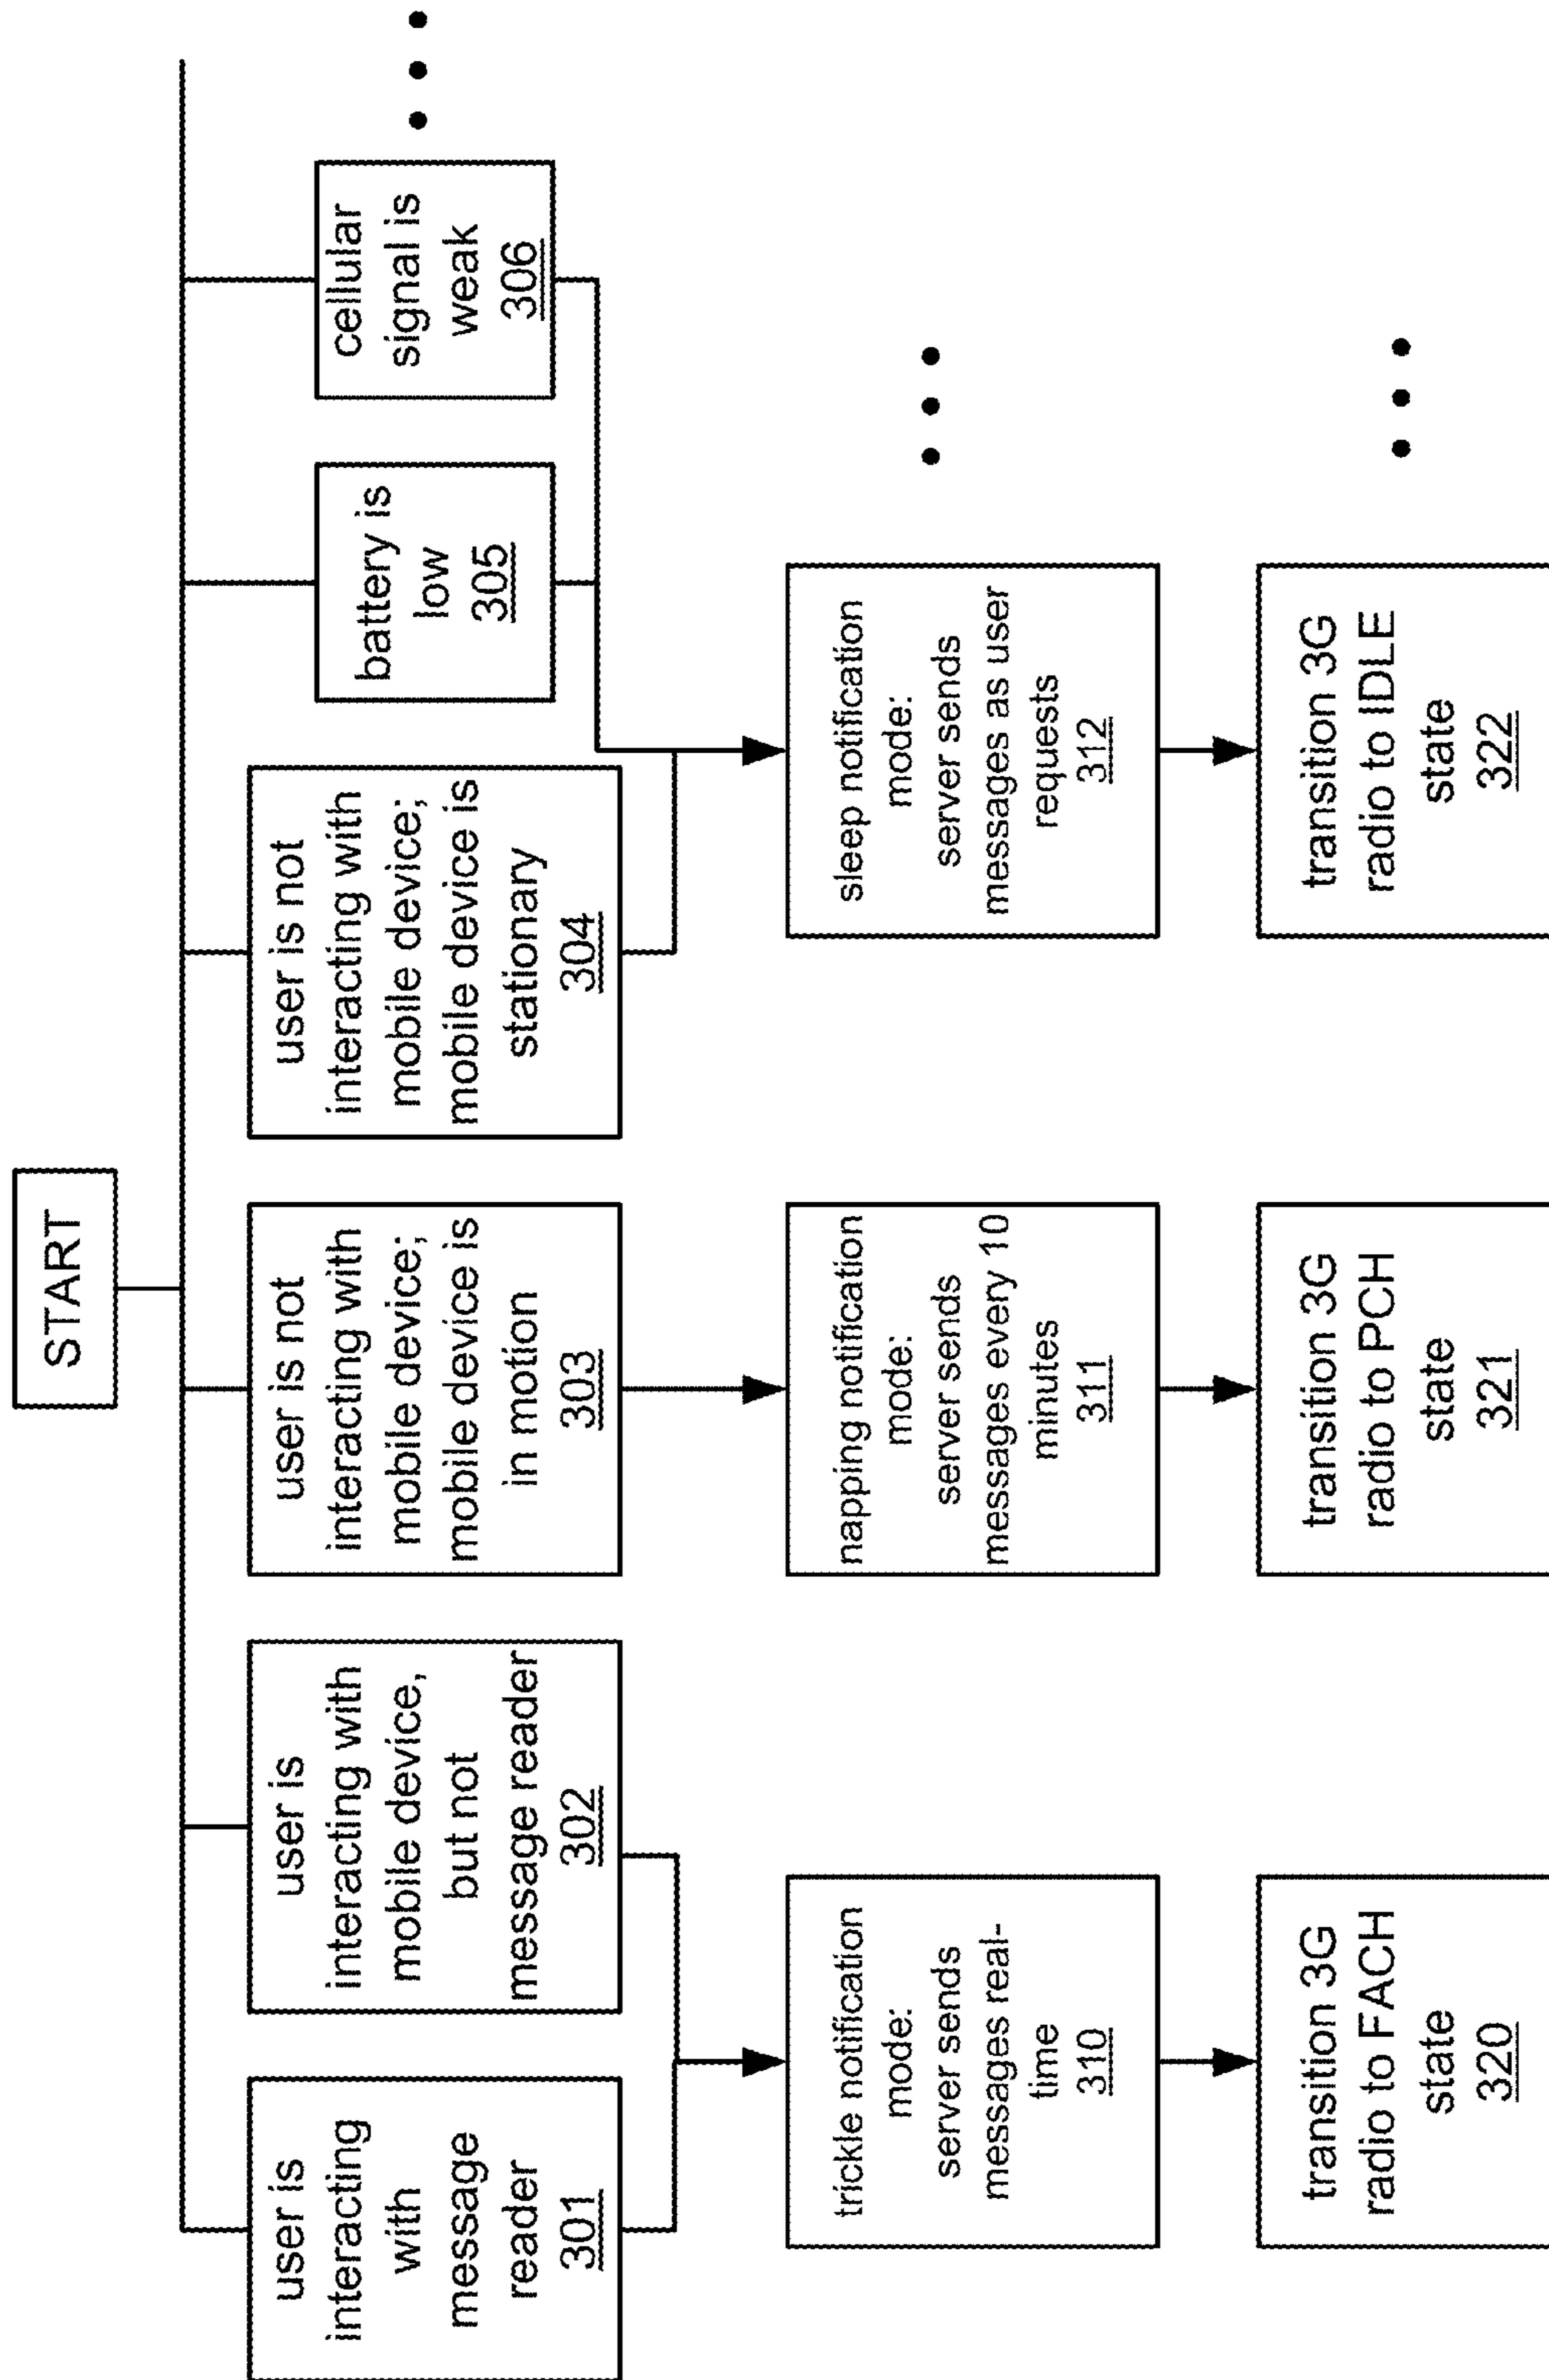 START
user is
interacting
with
message
reader
301
user is
interacting with
mobile device,
but not
message reader
302
user is not
interacting with
mobile device;
mobile device is
in motion
303
user is not
interacting with
mobile device;
mobile device is
stationary
304
battery is
low
305
cellular
signal is
weak
306
trickle notification
mode:
server sends
messages real-
time
310
napping notification
mode:
server sends
messages every 10
minutes
311
sleep notification
mode:
server sends
messages as user
requests
312
transition 3G
radio to FACH
state
320
transition 3G
radio to PCH
state
321
transition 3G
radio to IDLE
state
322